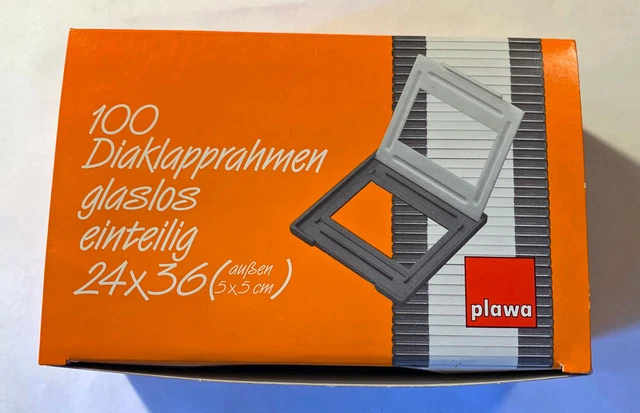 100
Diaklapprahmen
glaslos
einteilig
24x36 (außen
5x5 cm)
plawa